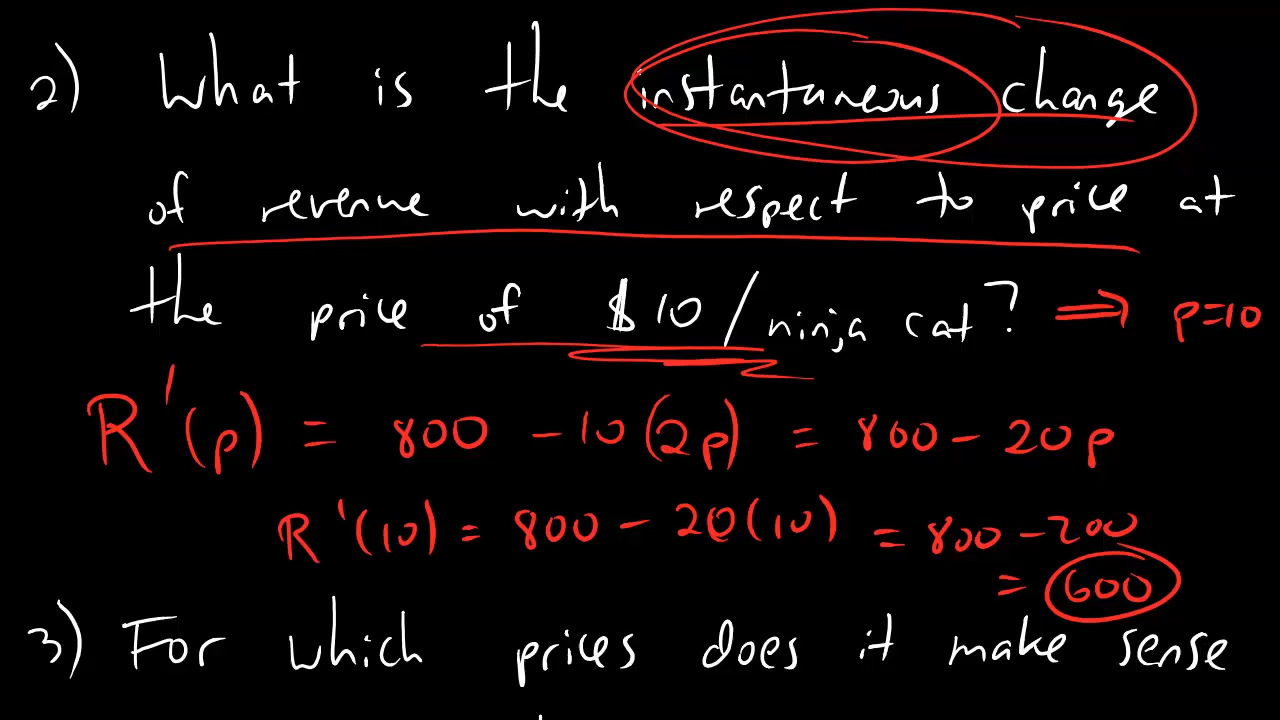 2) What is the instantaneous change
of revenue with respect to price at
the price of $10/ninja cat? ⇒ p=10
R'(p) = 800 - 10(2p) = 800 - 20p
R'(10) = 800 - 20(10) = 800 - 200
= 600
3) For which prices does it make sense